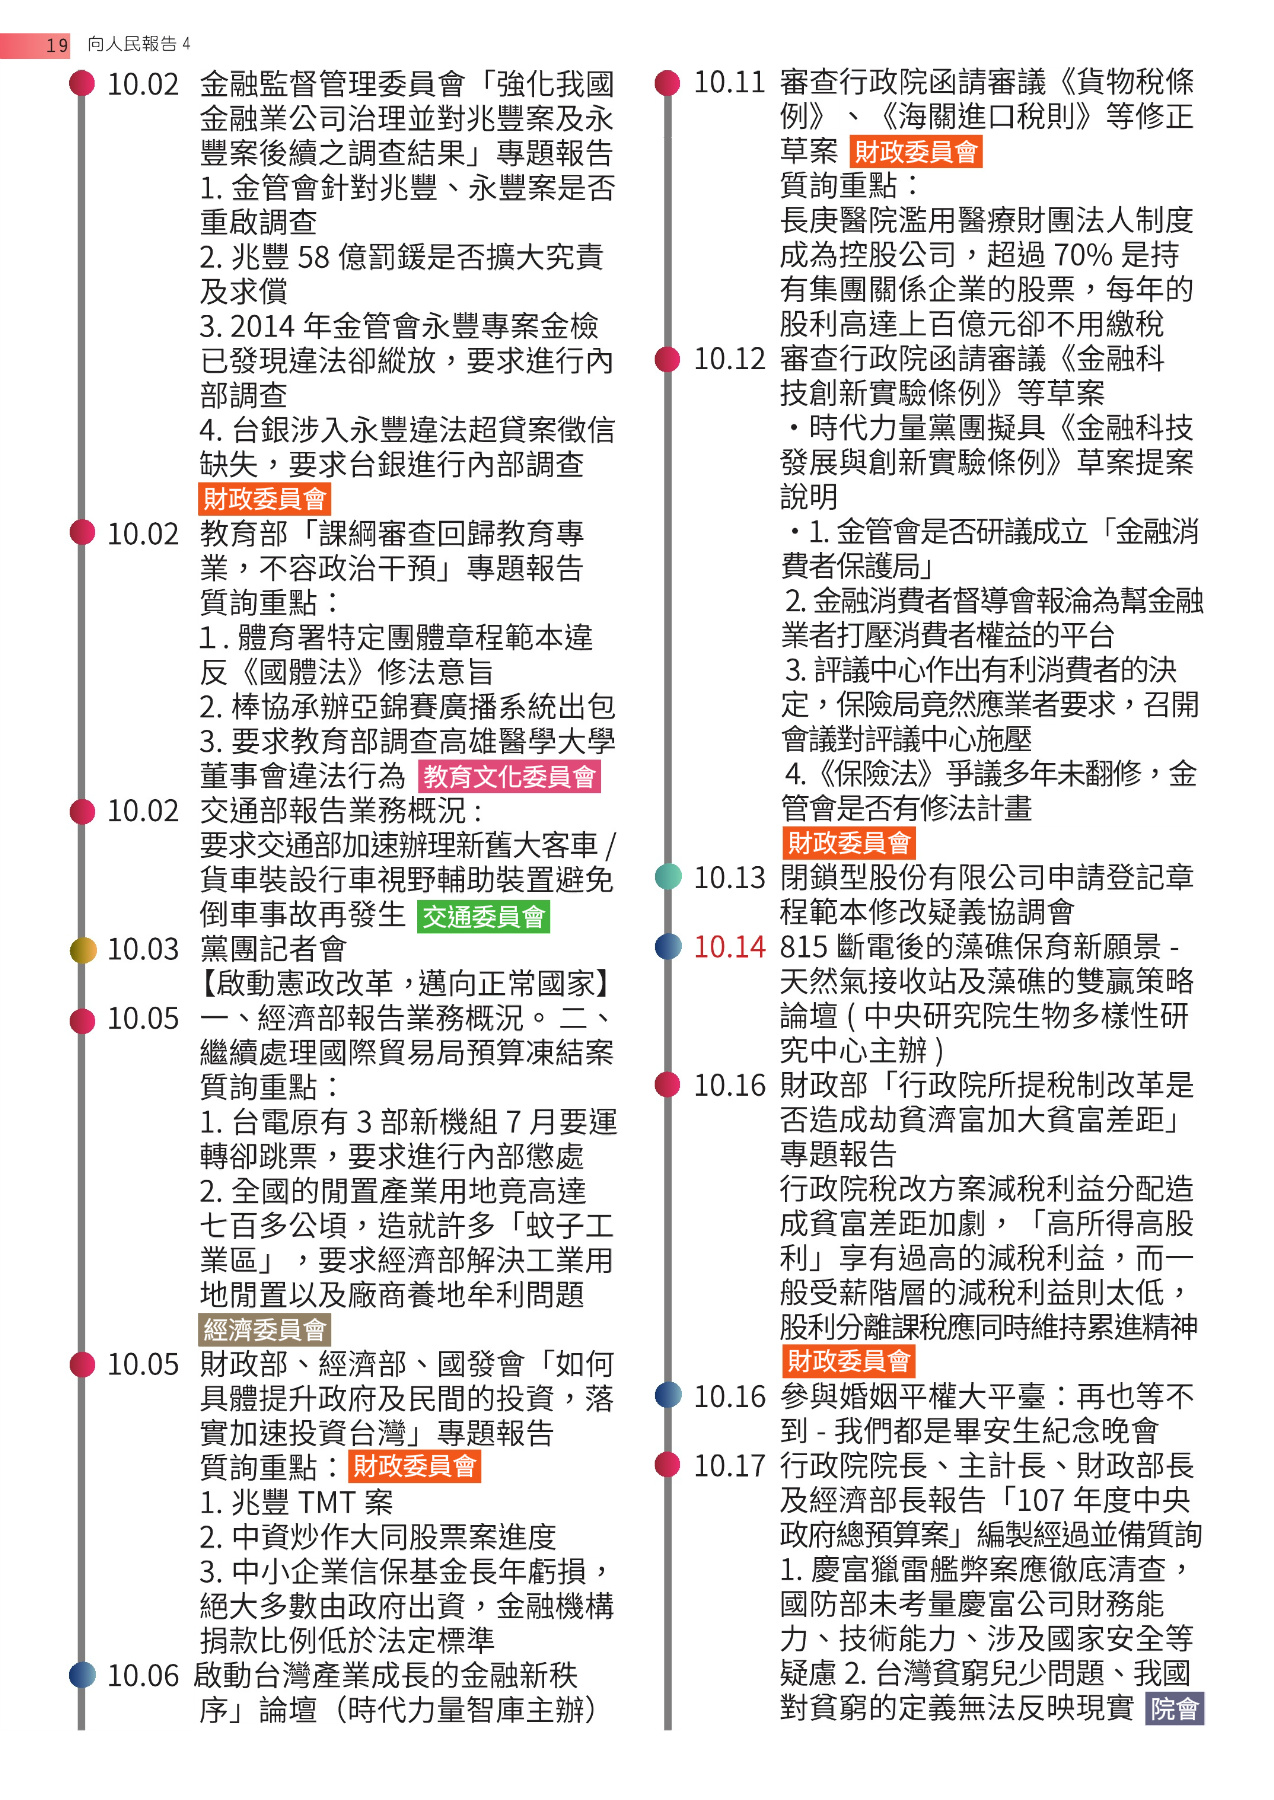 19 向人民報告 4
10.02 金融監督管理委員會「強化我國
金融業公司治理並對兆豐案及永
豐案後續之調查結果」專題報告
1. 金管會針對兆豐、永豐案是否
重啟調查
2. 兆豐 58 億罰鍰是否擴大究責
及求償
3. 2014 年金管會永豐專案金檢
已發現違法卻縱放，要求進行內
部調查
4. 台銀涉入永豐違法超貸案徵信
缺失，要求台銀進行內部調查
財政委員會
10.02 教育部「課綱審查回歸教育專
業，不容政治干預」專題報告
質詢重點：
1 . 體育署特定團體章程範本違
反《國體法》修法意旨
2. 棒協承辦亞錦賽廣播系統出包
3. 要求教育部調查高雄醫學大學
董事會違法行為 教育文化委員會
10.02 交通部報告業務概況 :
要求交通部加速辦理新舊大客車 /
貨車裝設行車視野輔助裝置避免
倒車事故再發生 交通委員會
10.03 黨團記者會
【啟動憲政改革，邁向正常國家】
10.05 一、經濟部報告業務概況。 二、
繼續處理國際貿易局預算凍結案
質詢重點：
1. 台電原有 3 部新機組 7 月要運
轉卻跳票，要求進行內部懲處
2. 全國的閒置產業用地竟高達
七百多公頃，造就許多「蚊子工
業區」，要求經濟部解決工業用
地閒置以及廠商養地牟利問題
經濟委員會
10.05 財政部、經濟部、國發會「如何
具體提升政府及民間的投資，落
實加速投資台灣」專題報告
質詢重點：財政委員會
1. 兆豐 TMT 案
2. 中資炒作大同股票案進度
3. 中小企業信保基金長年虧損，
絕大多數由政府出資，金融機構
捐款比例低於法定標準
10.06 啟動台灣產業成長的金融新秩
序」論壇（時代力量智庫主辦）
10.11 審查行政院函請審議《貨物稅條
例》、《海關進口稅則》等修正
草案 財政委員會
質詢重點：
長庚醫院濫用醫療財團法人制度
成為控股公司，超過 70% 是持
有集團關係企業的股票，每年的
股利高達上百億元卻不用繳稅
10.12 審查行政院函請審議《金融科
技創新實驗條例》等草案
・時代力量黨團擬具《金融科技
發展與創新實驗條例》草案提案
說明
・1. 金管會是否研議成立「金融消
費者保護局」
2. 金融消費者督導會報淪為幫金融
業者打壓消費者權益的平台
3. 評議中心作出有利消費者的決
定，保險局竟然應業者要求，召開
會議對評議中心施壓
4.《保險法》爭議多年未翻修，金
管會是否有修法計畫
財政委員會
10.13 閉鎖型股份有限公司申請登記章
程範本修改疑義協調會
10.14 815 斷電後的藻礁保育新願景 -
天然氣接收站及藻礁的雙贏策略
論壇 ( 中央研究院生物多樣性研
究中心主辦 )
10.16 財政部「行政院所提稅制改革是
否造成劫貧濟富加大貧富差距」
專題報告
行政院稅改方案減稅利益分配造
成貧富差距加劇，「高所得高股
利」享有過高的減稅利益，而一
般受薪階層的減稅利益則太低，
股利分離課稅應同時維持累進精神
財政委員會
10.16 參與婚姻平權大平臺：再也等不
到 - 我們都是畢安生紀念晚會
10.17 行政院院長、主計長、財政部長
及經濟部長報告「107 年度中央
政府總預算案」編製經過並備質詢
1. 慶富獵雷艦弊案應徹底清查，
國防部未考量慶富公司財務能
力、技術能力、涉及國家安全等
疑慮 2. 台灣貧窮兒少問題、我國
對貧窮的定義無法反映現實 院會